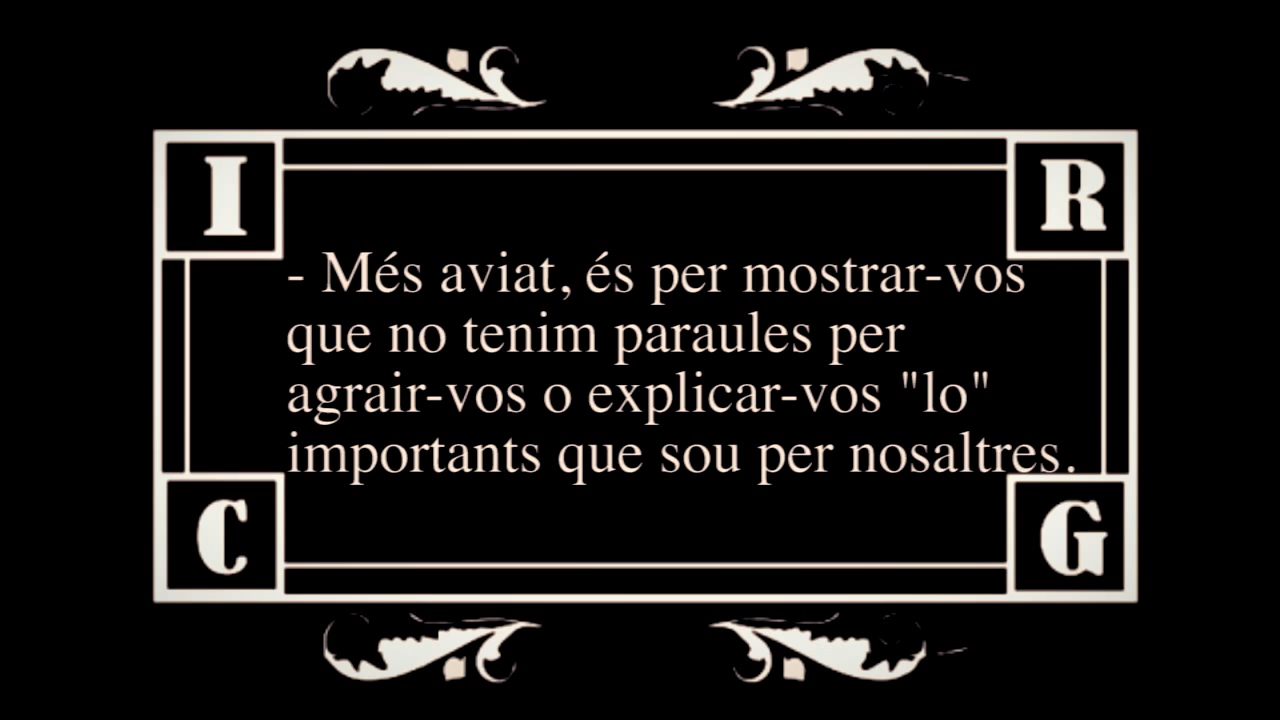 I
R
- Més aviat, és per mostrar-vos
que no tenim paraules per
agrair-vos o explicar-vos "lo"
importants que sou per nosaltres.
C
G